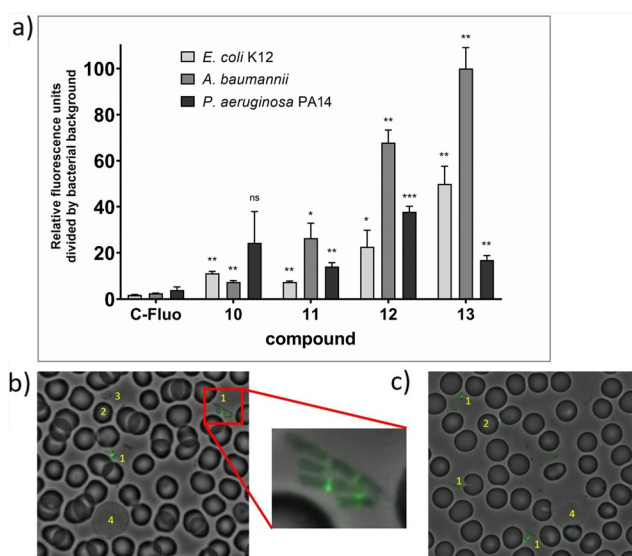 a)
Relative fluorescence units
divided by bacterial background
100
80
60
40
20
0
E. coli K12
A. baumannii
P. aeruginosa PA14
**
**
ns
**
*
**
*
**
***
**
**
**
C-Fluo 10 11 12 13
compound
b)
3
2
1
1
4
c)
1
2
1
4
1